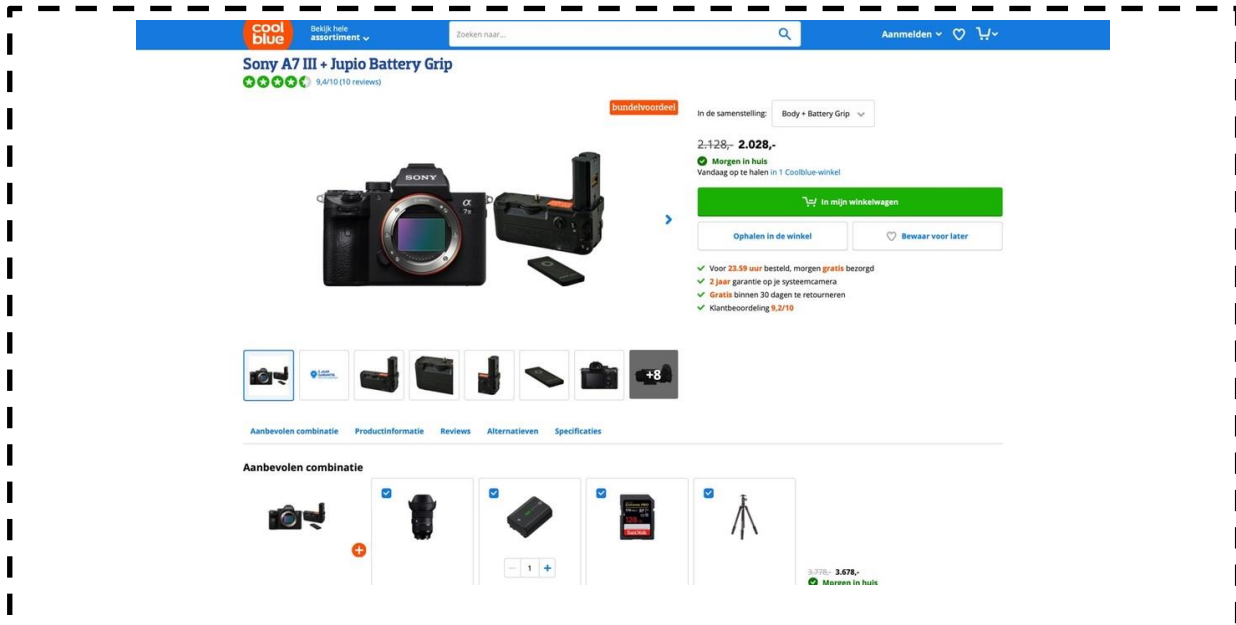 cool
blue
Bekijk hele
assortiment
Zoeken naar...
Aanmelden
Sony A7 III + Jupio Battery Grip
9,4/10 (10 reviews)
bundelvoordeel
In de samenstelling: Body + Battery Grip
2.128,- 2.028,-
Morgen in huis
Vandaag op te halen in 1 Coolblue-winkel
In mijn winkelwagen
Ophalen in de winkel Bewaar voor later
Voor 23.59 uur besteld, morgen gratis bezorgd
2 jaar garantie op je systeemcamera
Gratis binnen 30 dagen te retourneren
Klantbeoordeling 9,2/10
SONY
α
+8
Aanbevolen combinatie Productinformatie Reviews Alternatieven Specificaties
Aanbevolen combinatie
SanDisk
1
3.778,- 3.678,-
Morgen in huis